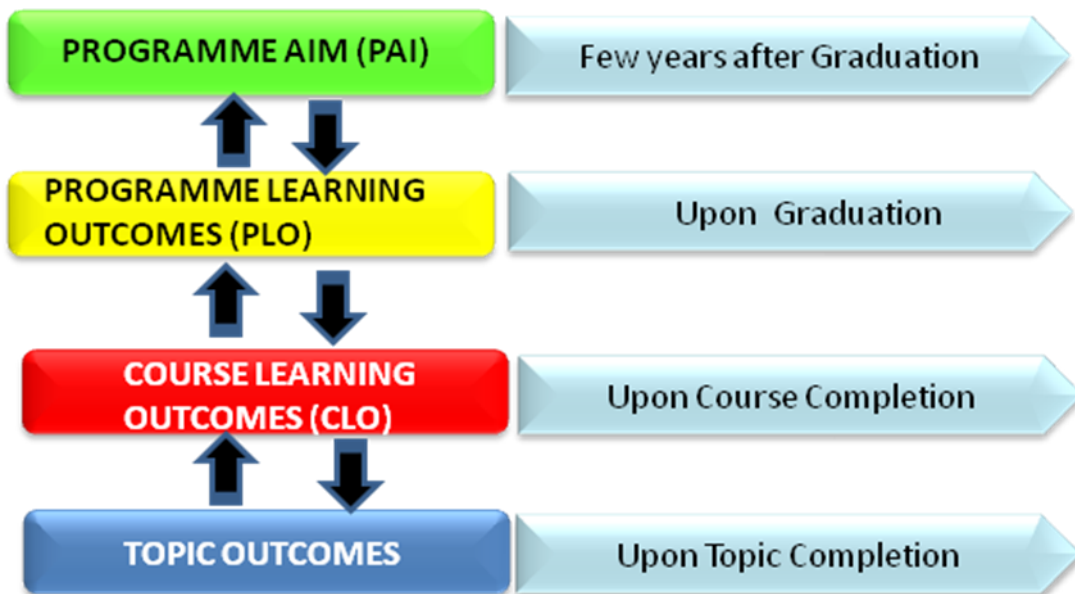 PROGRAMME AIM (PAI)
Few years after Graduation
PROGRAMME LEARNING
OUTCOMES (PLO)
Upon Graduation
COURSE LEARNING
OUTCOMES (CLO)
Upon Course Completion
TOPIC OUTCOMES
Upon Topic Completion